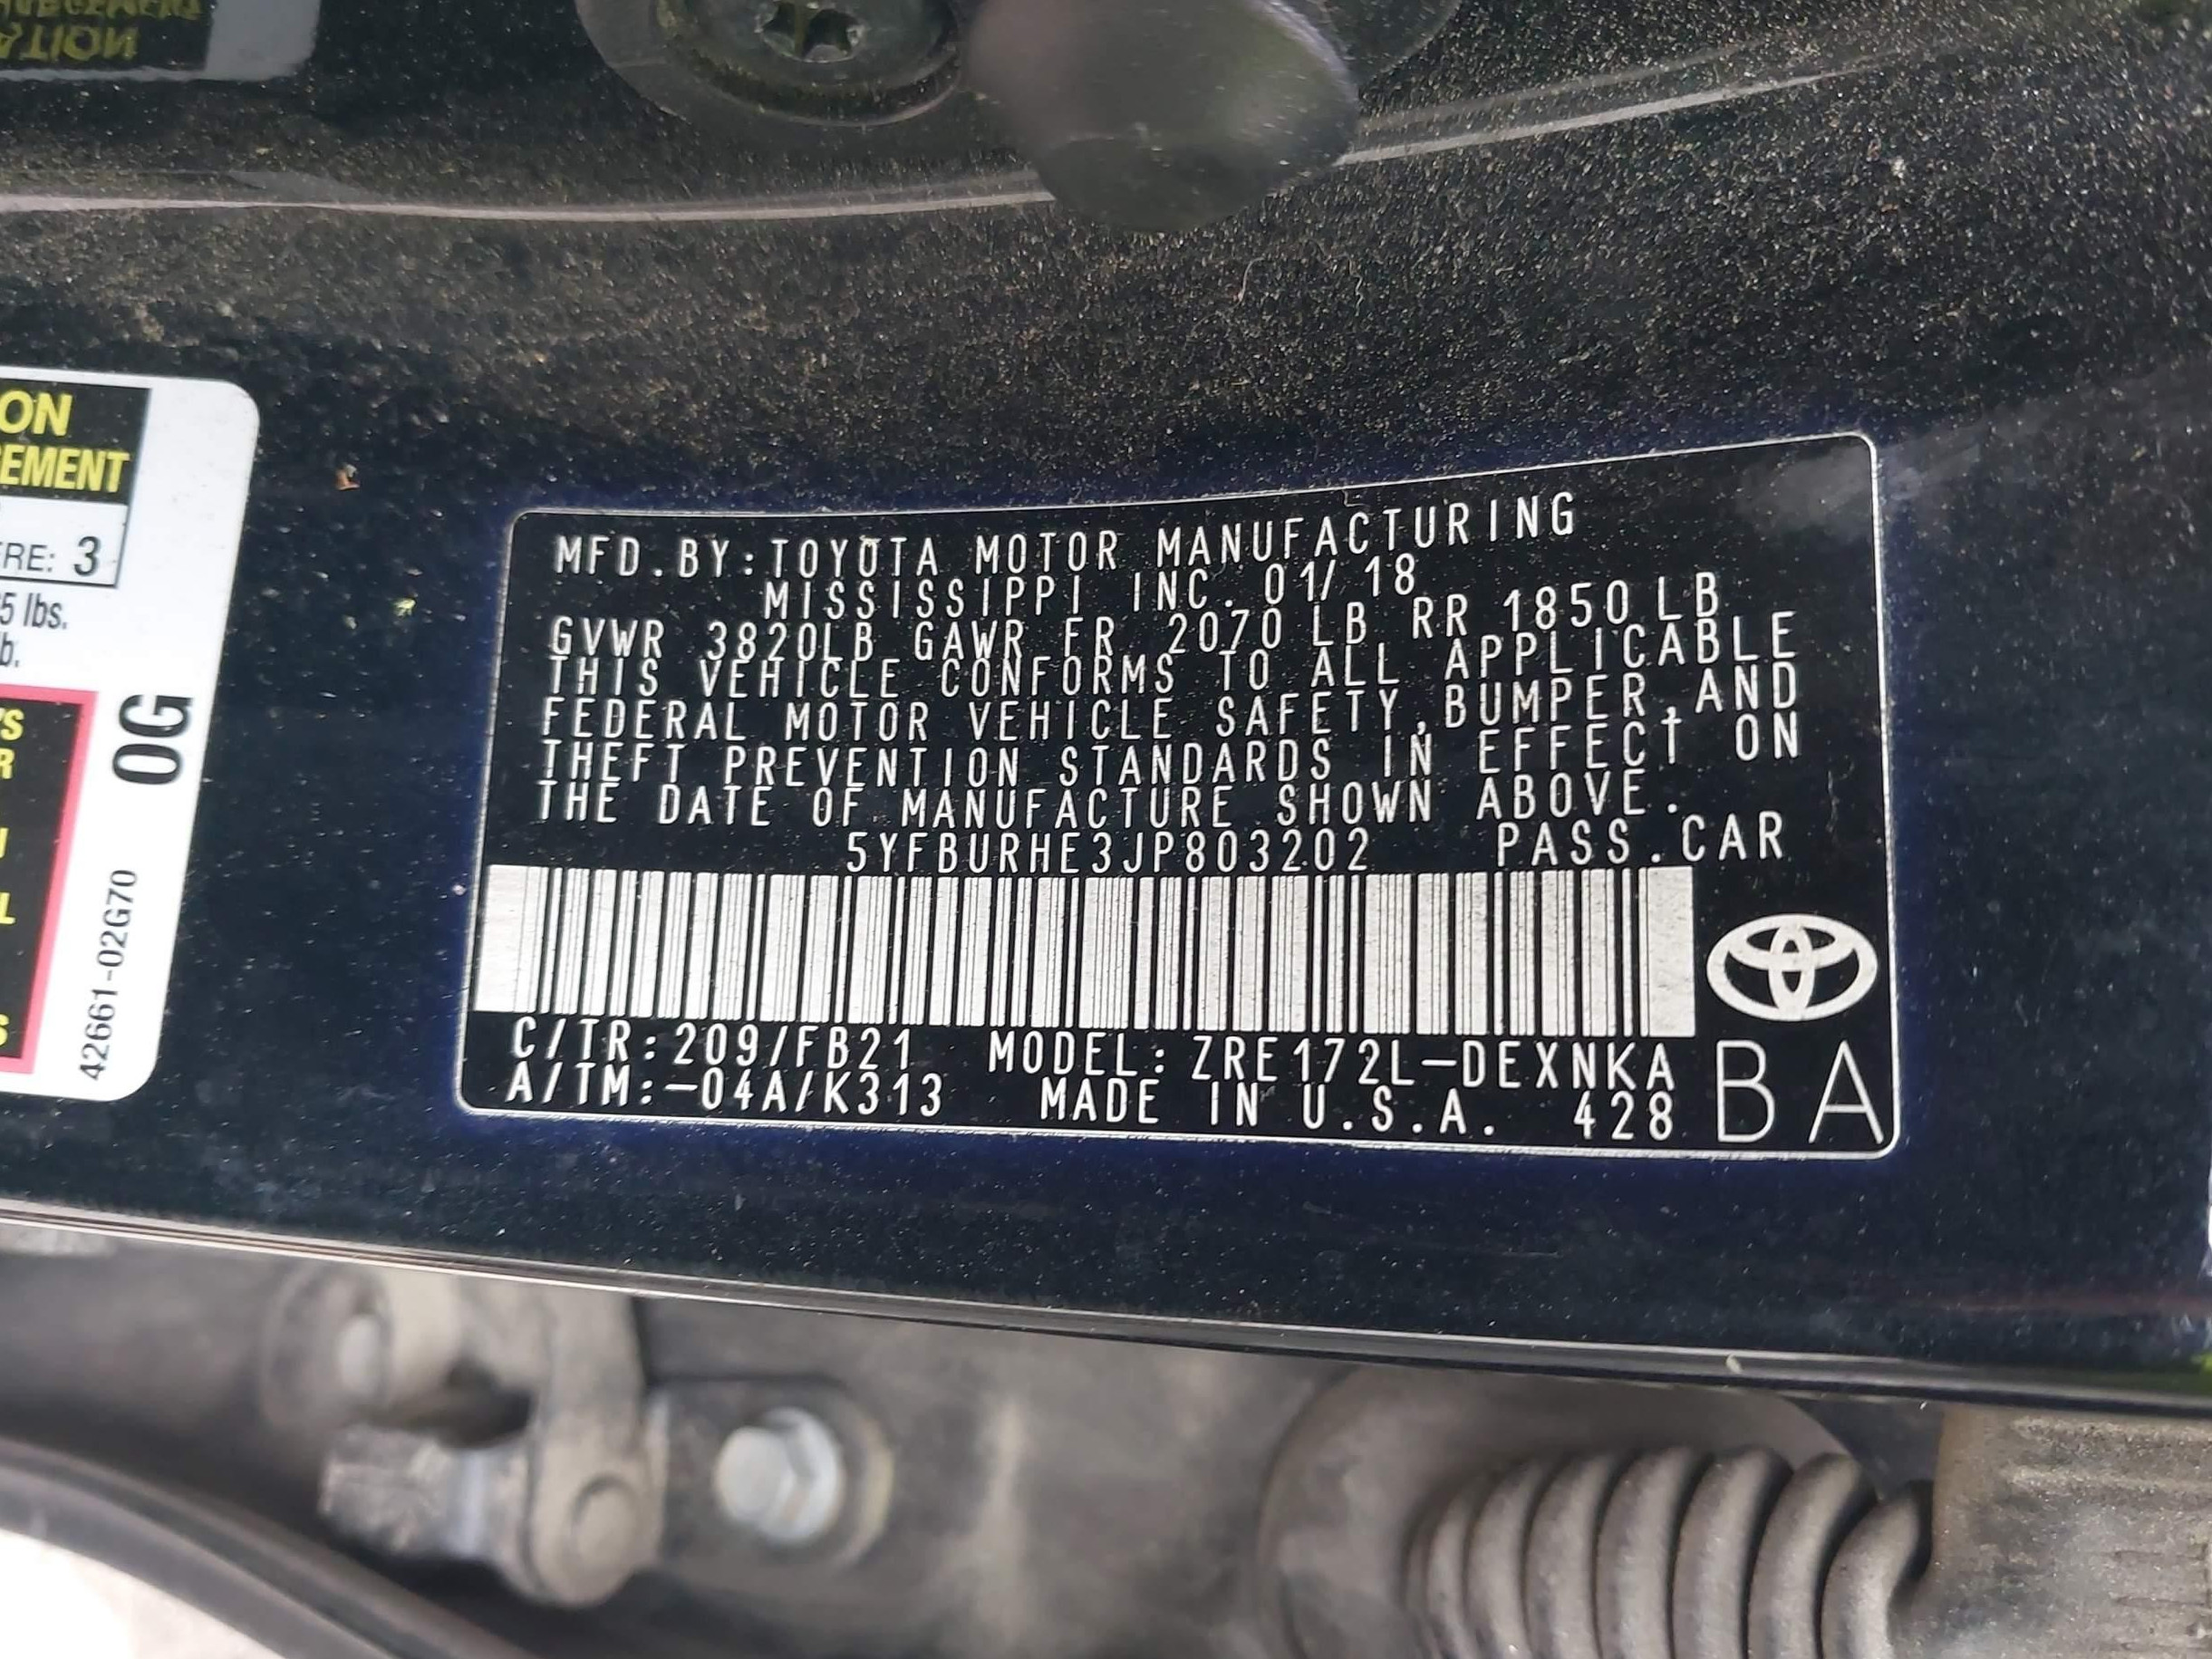 ON
EMENT
RE: 3
5 lbs.
b.
0G
42661-02G70
MFD.BY:TOYOTA MOTOR MANUFACTURING
MISSISSIPPI INC. 01/ 18
GVWR 3820LB GAWR FR 2070 LB RR 1850 LB
THIS VEHICLE CONFORMS TO ALL APPLICABLE
FEDERAL MOTOR VEHICLE SAFETY,BUMPER,AND
THEFT PREVENTION STANDARDS IN EFFECT ON
THE DATE OF MANUFACTURE SHOWN ABOVE.
5YFBURHE3JP803202 PASS.CAR
C/TR:209/FB21 MODEL:ZRE172L-DEXNKA
A/TM:-04A/K313 MADE IN U.S.A. 428
BA